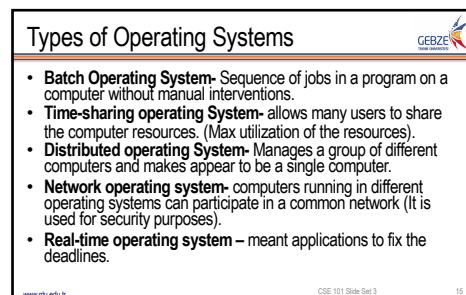 Types of Operating Systems
GEBZE
• Batch Operating System- Sequence of jobs in a program on a
computer without manual interventions.
• Time-sharing operating System- allows many users to share
the computer resources. (Max utilization of the resources).
• Distributed operating System- Manages a group of different
computers and makes appear to be a single computer.
• Network operating system- computers running in different
operating systems can participate in a common network (It is
used for security purposes).
• Real-time operating system – meant applications to fix the
deadlines.
www.gtu.edu.tr
CSE 101 Slide Set 3
15